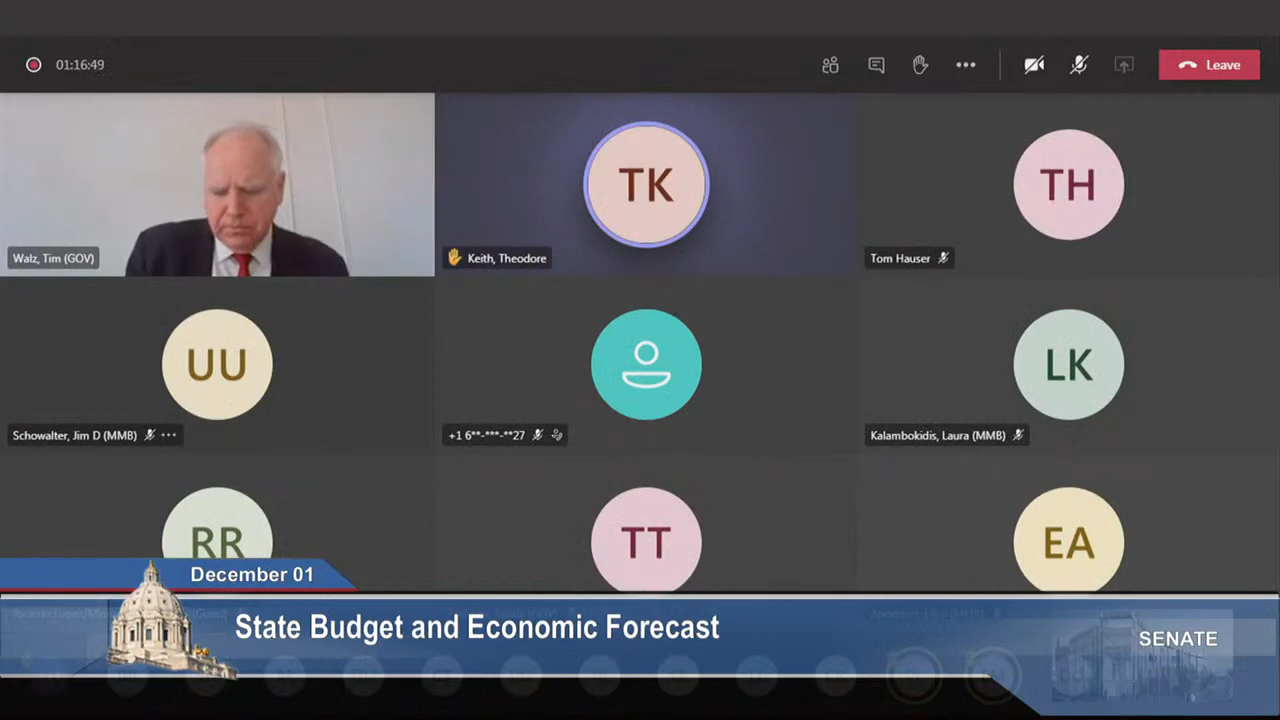 01:16:49
Leave
TK
TH
Walz, Tim (GOV)
Keith, Theodore
Tom Hauser
UU
LK
Schowalter, Jim D (MMB)
+1 6**-***-**27
Kalambokidis, Laura (MMB)
RR
TT
EA
December 01
State Budget and Economic Forecast
SENATE